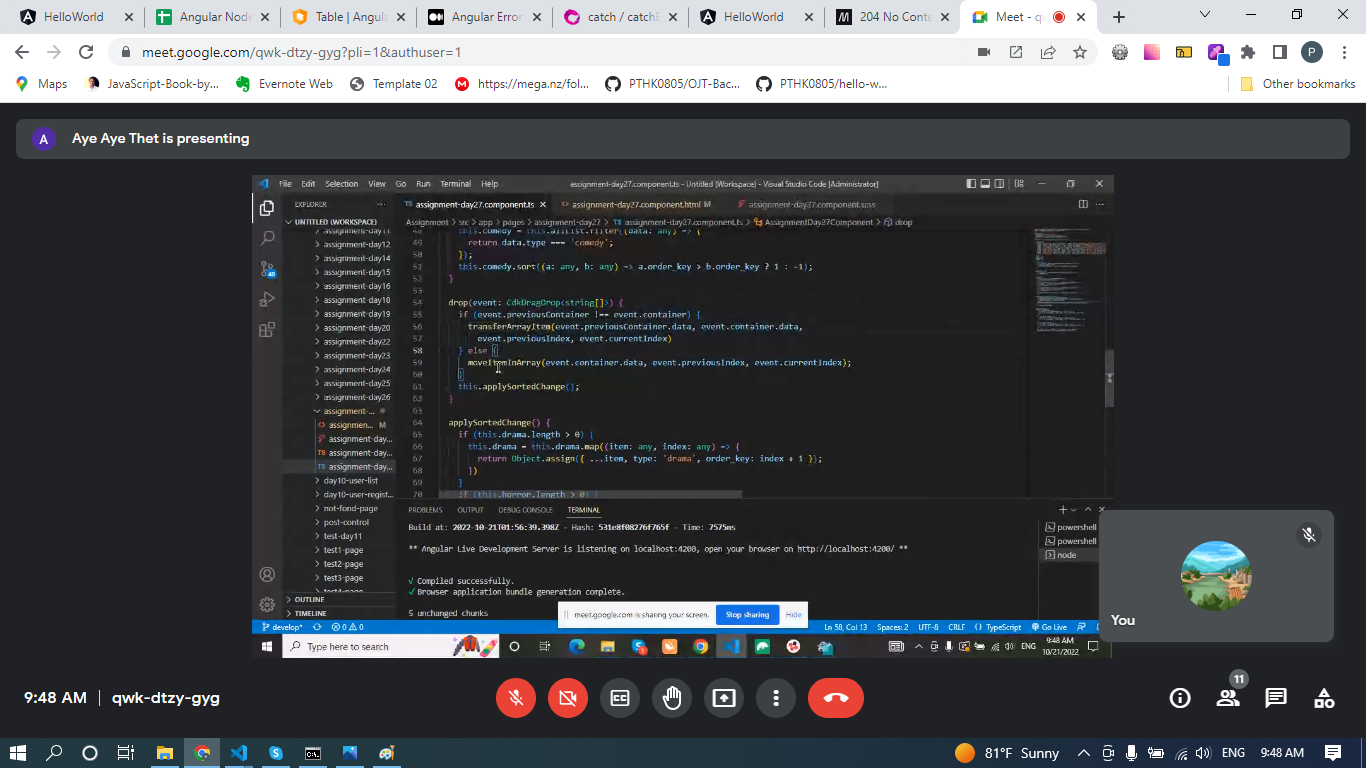 HelloWorld
Angular Node
Table | Angula
Angular Error
catch / catchE
HelloWorld
204 No Conte
Meet - qw
meet.google.com/qwk-dtzy-gyg?pli=1&authuser=1
P
Maps
JavaScript-Book-by-...
Evernote Web
Template 02
https://mega.nz/fol...
PTHK0805/OJT-Bac...
PTHK0805/hello-w...
Other bookmarks
A
Aye Aye Thet is presenting
File Edit Selection View Go Run Terminal Help
assignment-day27.component.ts - Untitled (Workspace) - Visual Studio Code [Administrator]
EXPLORER
UNTITLED (WORKSPACE)
assignment-day11
assignment-day12
assignment-day14
assignment-day15
assignment-day16
assignment-day18
assignment-day19
assignment-day20
assignment-day22
assignment-day23
assignment-day24
assignment-day25
assignment-day26
assignment-...
assignmen... M
assignment-day...
assignment-day...
assignment-day...
day10-user-list
day10-user-regist...
not-fond-page
post-control
test-day11
test1-page
test2-page
test3-page
test4-page
OUTLINE
TIMELINE
TS assignment-day27.component.ts
assignment-day27.component.html M
assignment-day27.component.sass
Assignment > src > app > pages > assignment-day27 > TS assignment-day27.component.ts > AssignmentDay27Component > drop
48 this.comedy = this.allList.filter((data: any) => {
49 return data.type === 'comedy';
50 });
51 this.comedy.sort((a: any, b: any) => a.order_key > b.order_key ? 1 : -1);
52 }
53
54 drop(event: CdkDragDrop<string[]>) {
55 if (event.previousContainer !== event.container) {
56 transferArrayItem(event.previousContainer.data, event.container.data,
57 event.previousIndex, event.currentIndex)
58 } else {
59 moveItemInArray(event.container.data, event.previousIndex, event.currentIndex);
60 }
61 this.applySortedChange();
62 }
63
64 applySortedChange() {
65 if (this.drama.length > 0) {
66 this.drama = this.drama.map((item: any, index: any) => {
67 return Object.assign({ ...item, type: 'drama', order_key: index + 1 });
68 })
69 }
70 if (this.horror.length > 0) {
PROBLEMS OUTPUT DEBUG CONSOLE TERMINAL
Build at: 2022-10-21T01:56:39.398Z - Hash: 531e8f08276f765f - Time: 7575ms
** Angular Live Development Server is listening on localhost:4200, open your browser on http://localhost:4200/ **
√ Compiled successfully.
√ Browser application bundle generation complete.
5 unchanged chunks
powershell
powershell
node
meet.google.com is sharing your screen.
Stop sharing
Hide
develop*
0 0
Ln 58, Col 13
Spaces: 2
UTF-8
CRLF
{} TypeScript
Go Live
Type here to search
ENG
9:48 AM
10/21/2022
You
9:48 AM | qwk-dtzy-gyg
CC
11
81°F Sunny
ENG
9:48 AM